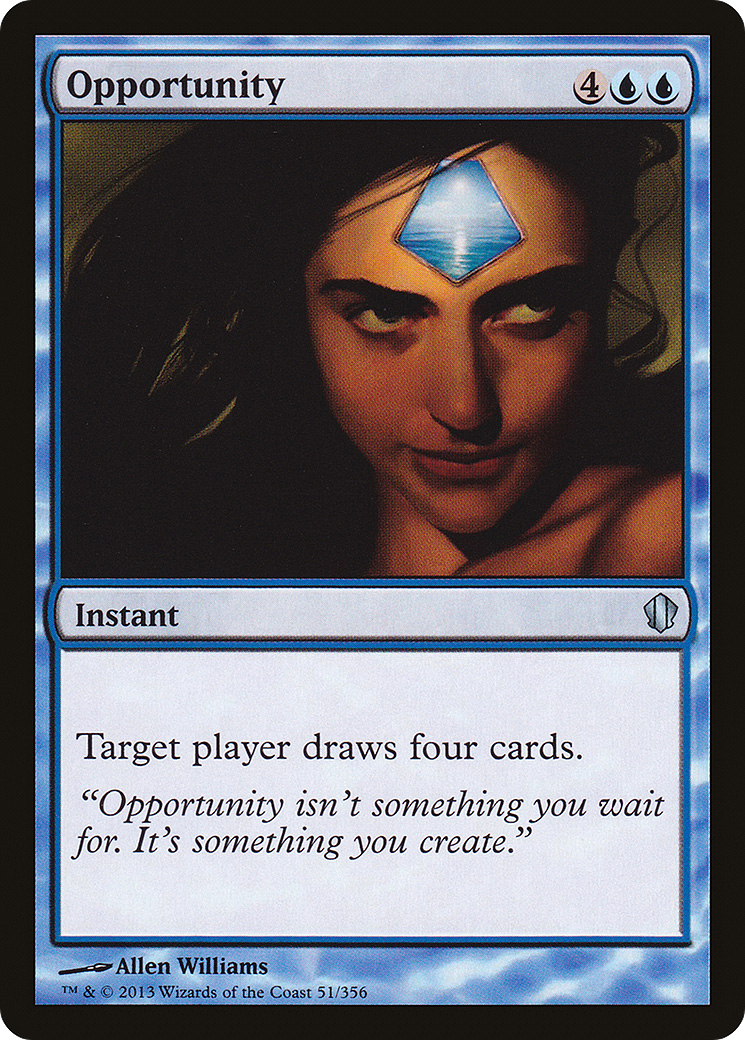 Opportunity 4
Instant
Target player draws four cards.
“Opportunity isn’t something you wait
for. It’s something you create.”
Allen Williams
™ & © 2013 Wizards of the Coast 51/356